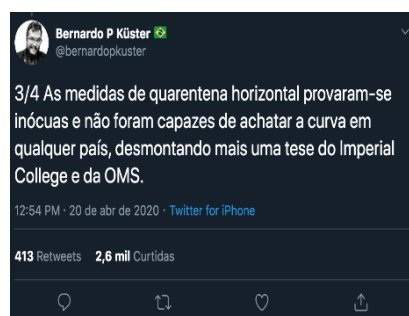 Bernardo P Küster 🇧🇷
@bernardopkuster
3/4 As medidas de quarentena horizontal provaram-se
inócuas e não foram capazes de achatar a curva em
qualquer país, desmontando mais uma tese do Imperial
College e da OMS.
12:54 PM · 20 de abr de 2020 · Twitter for iPhone
413 Retweets 2,6 mil Curtidas